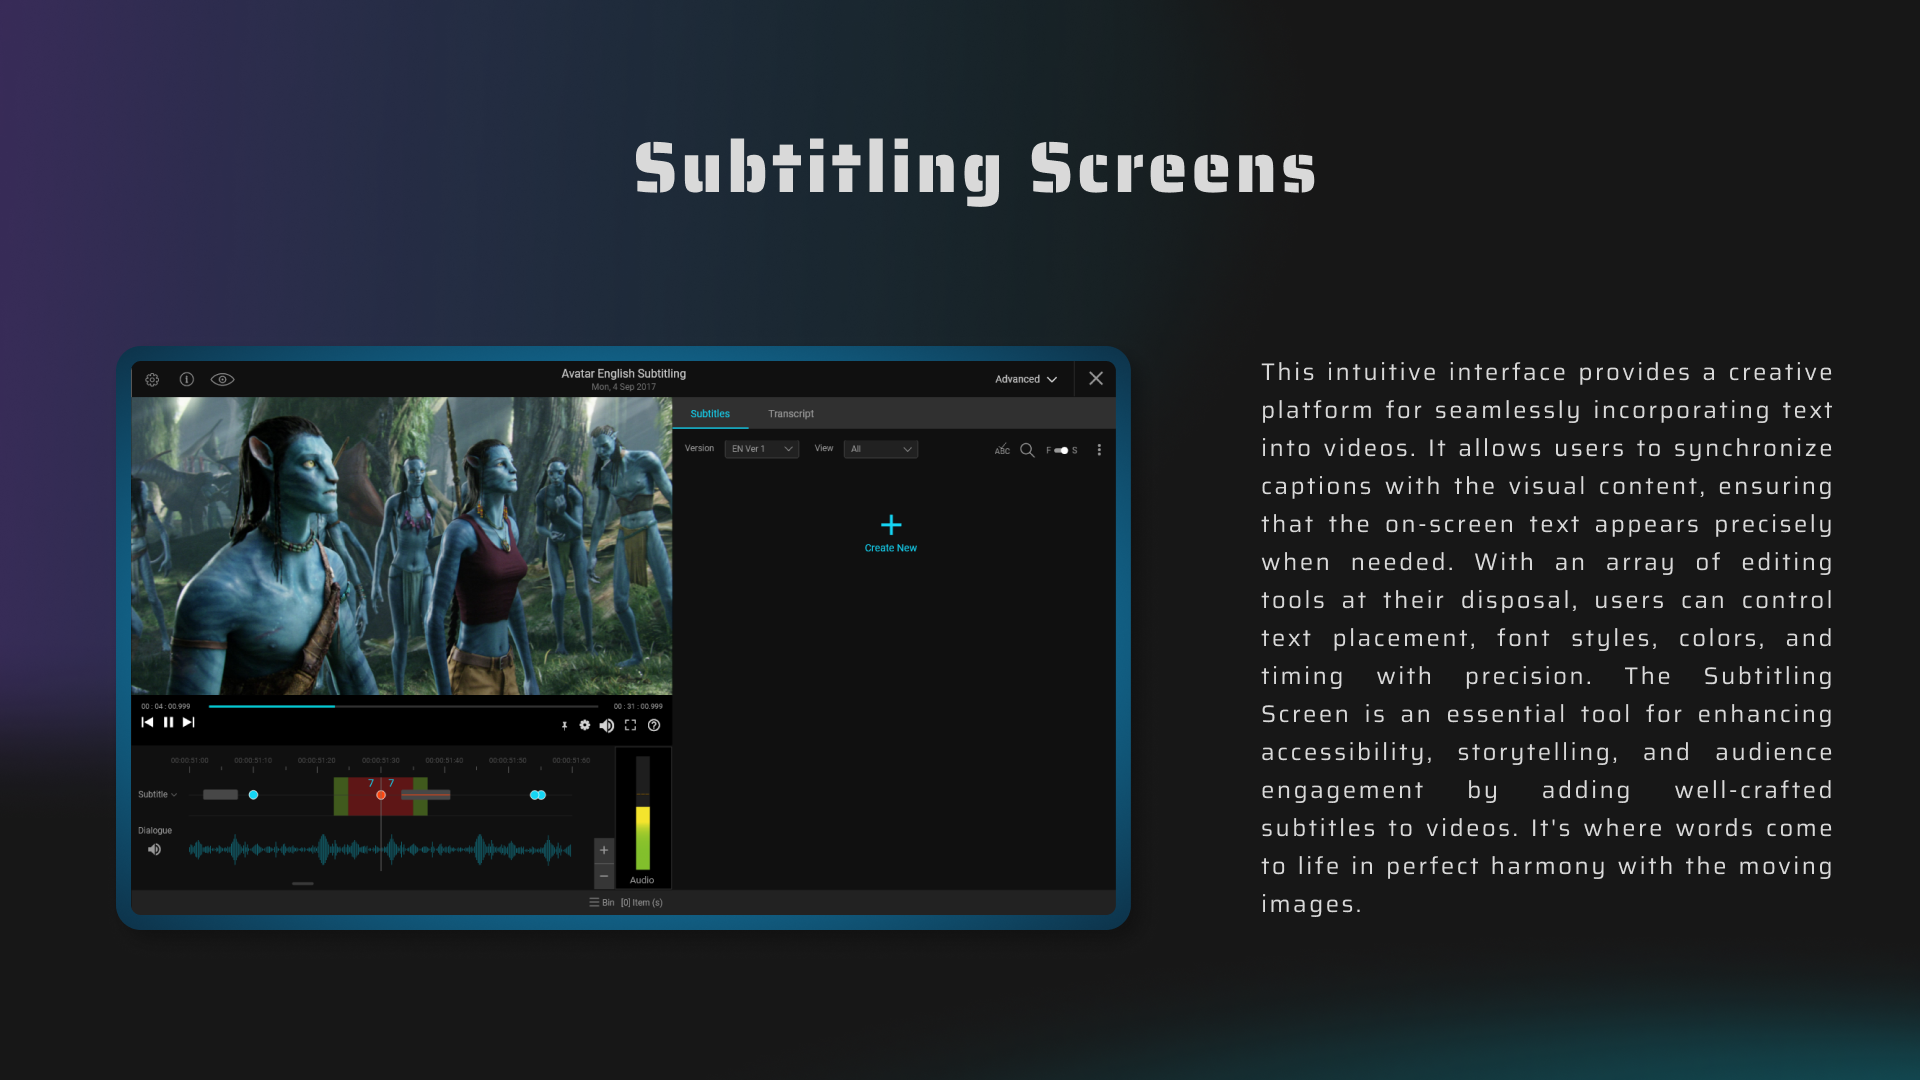 Subtitling Screens
Avatar English Subtitling
Mon, 4 Sep 2017
Advanced
Subtitles Transcript
Version EN Ver 1 View All ABC F S
Create New
00 : 04 : 00.999 00 : 31 : 00.999
00:00:51:00 00:00:51:10 00:00:51:20 00:00:51:30 00:00:51:40 00:00:51:50 00:00:51:60
7 7
Subtitle
Dialogue
Audio
Bin [0] Item (s)
This intuitive interface provides a creative
platform for seamlessly incorporating text
into videos. It allows users to synchronize
captions with the visual content, ensuring
that the on-screen text appears precisely
when needed. With an array of editing
tools at their disposal, users can control
text placement, font styles, colors, and
timing with precision. The Subtitling
Screen is an essential tool for enhancing
accessibility, storytelling, and audience
engagement by adding well-crafted
subtitles to videos. It's where words come
to life in perfect harmony with the moving
images.